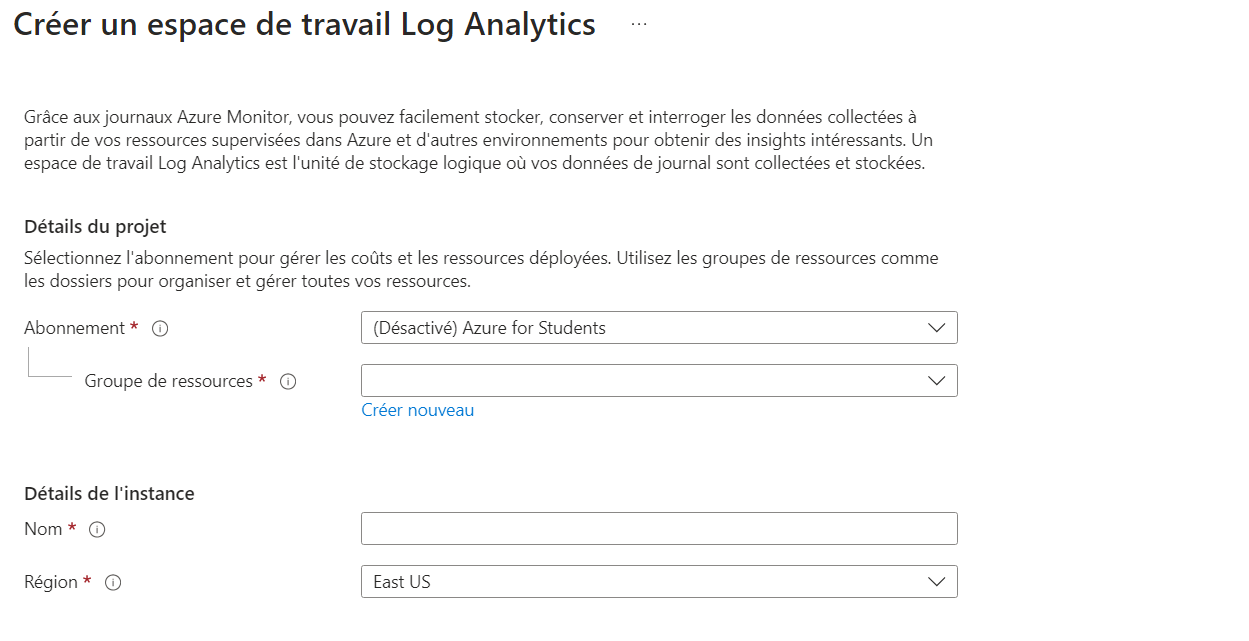 Créer un espace de travail Log Analytics ...
Grâce aux journaux Azure Monitor, vous pouvez facilement stocker, conserver et interroger les données collectées à
partir de vos ressources supervisées dans Azure et d'autres environnements pour obtenir des insights intéressants. Un
espace de travail Log Analytics est l'unité de stockage logique où vos données de journal sont collectées et stockées.
Détails du projet
Sélectionnez l'abonnement pour gérer les coûts et les ressources déployées. Utilisez les groupes de ressources comme
les dossiers pour organiser et gérer toutes vos ressources.
Abonnement * (Désactivé) Azure for Students
Groupe de ressources *
Créer nouveau
Détails de l'instance
Nom *
Région * East US